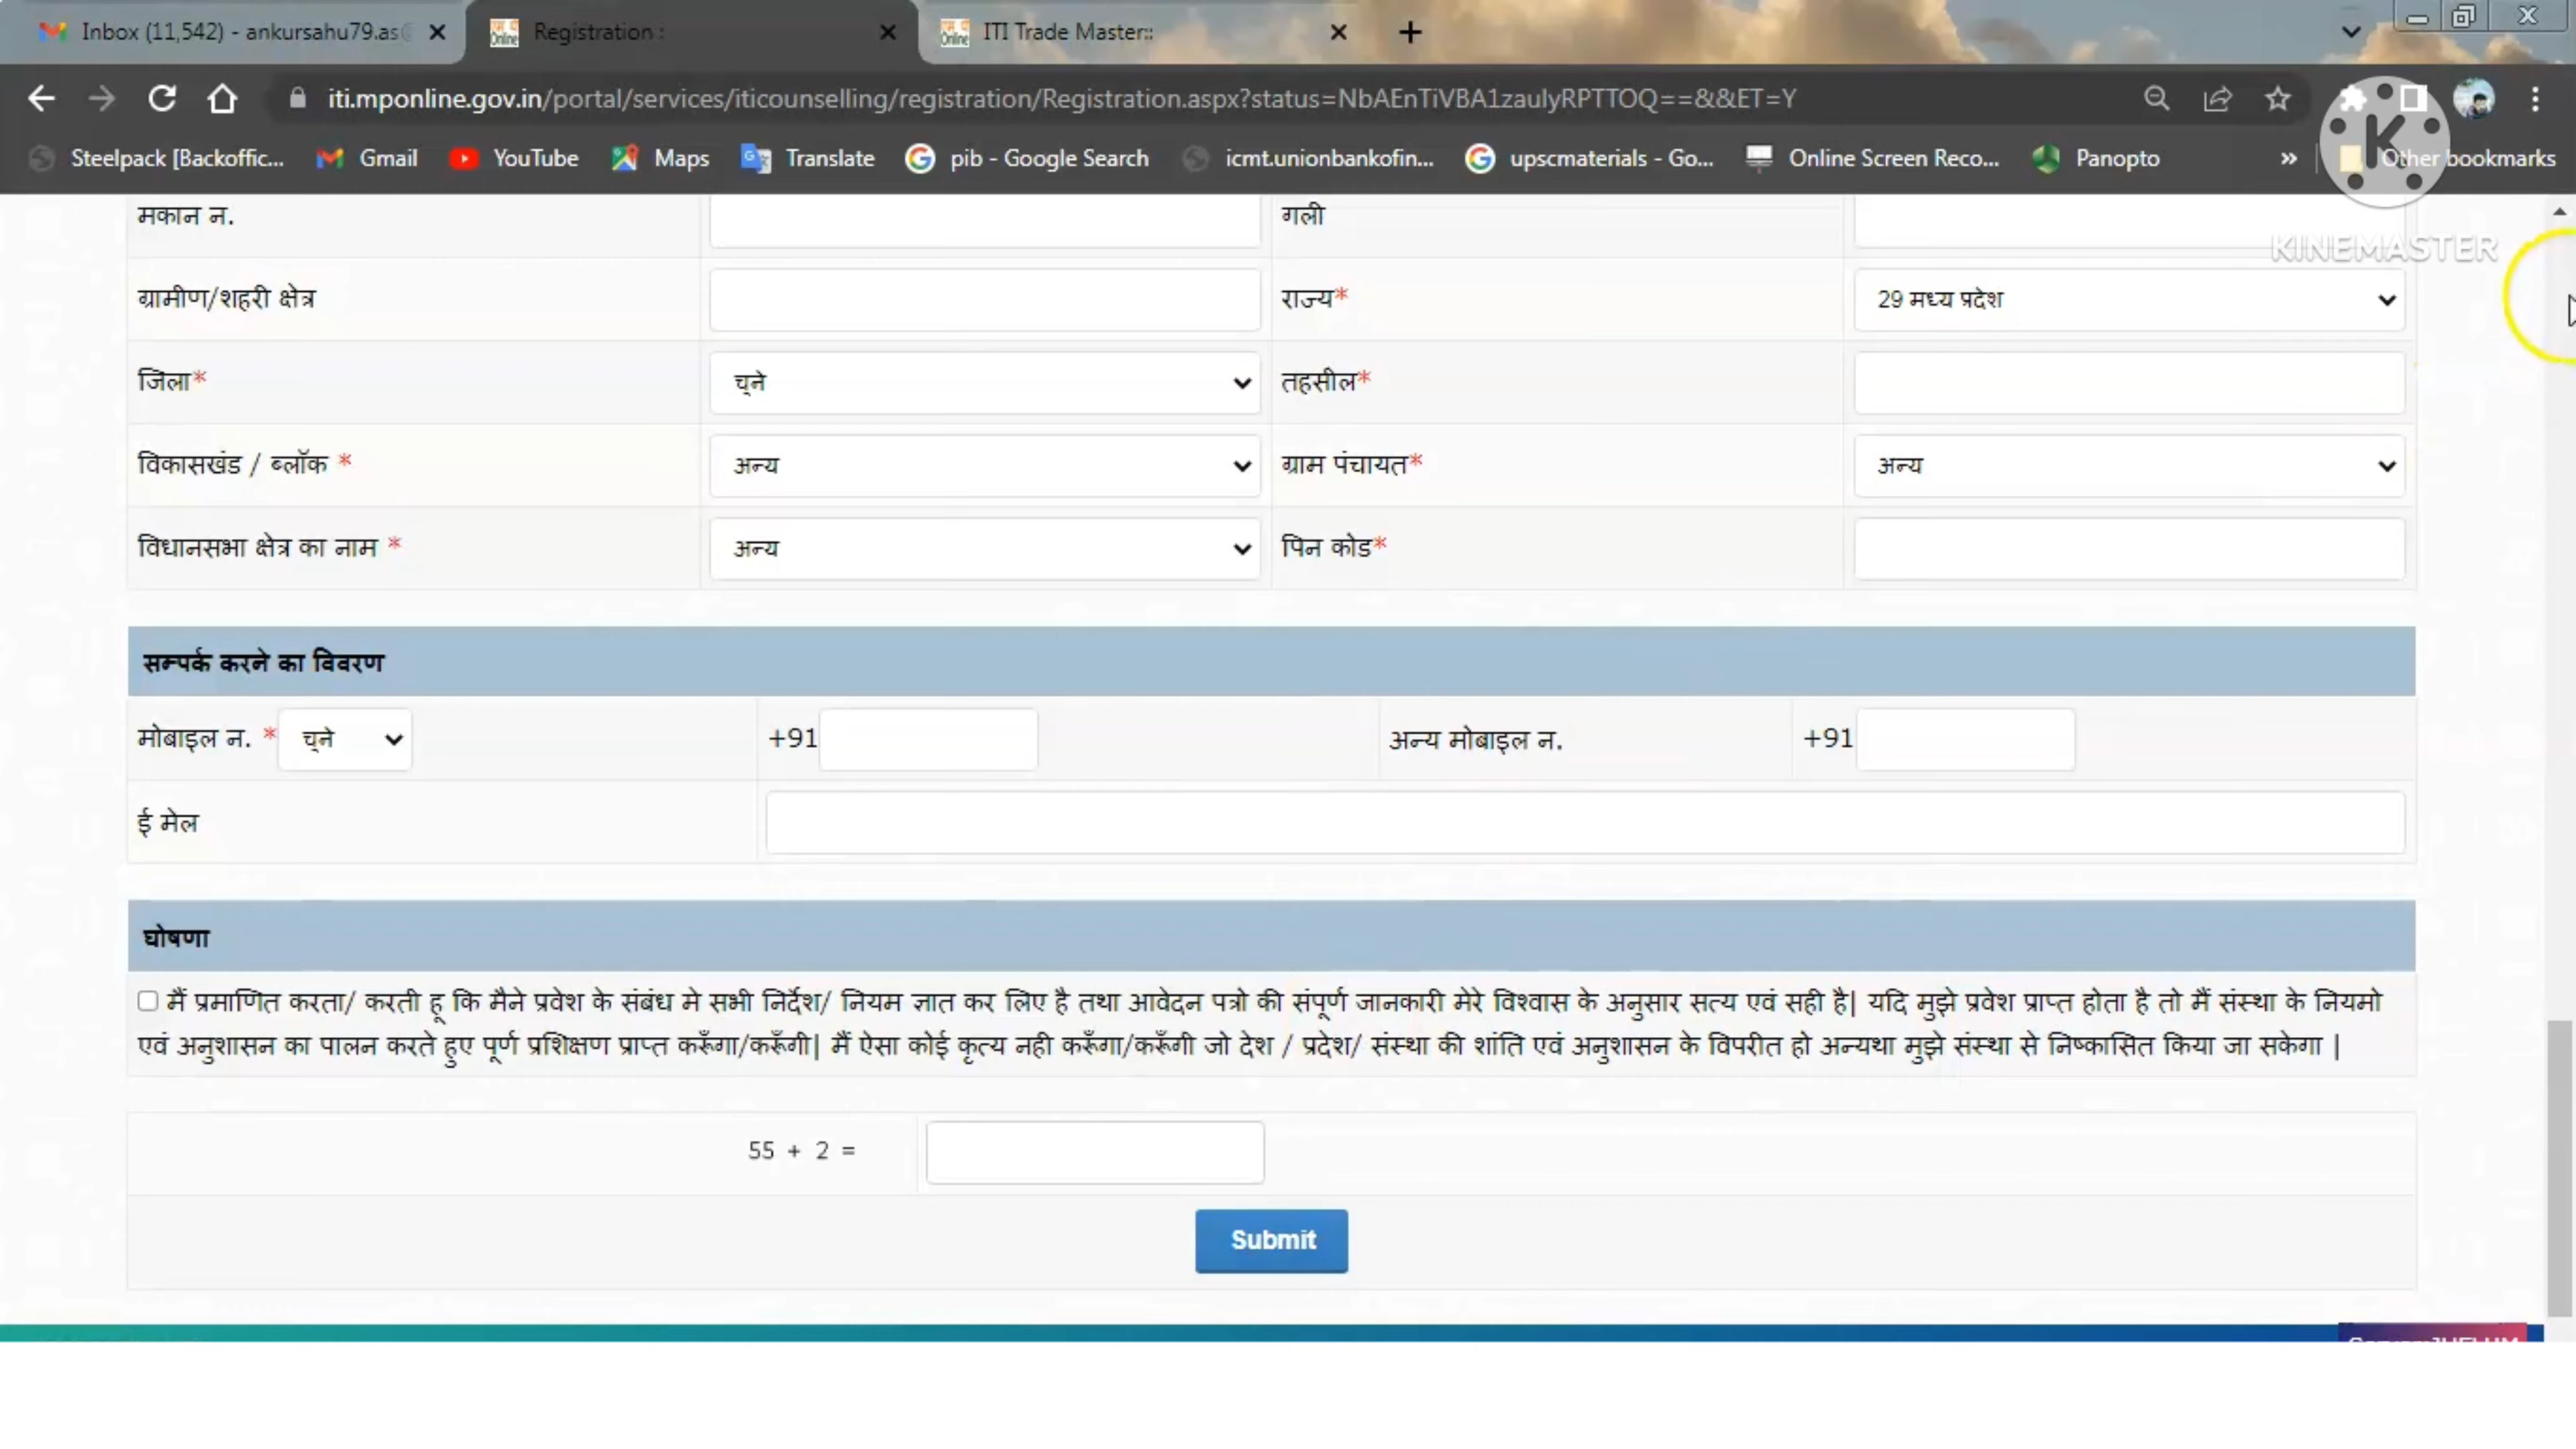 Inbox (11,542) - ankursahu79.as@ Registration : ITI Trade Master::
iti.mponline.gov.in/portal/services/iticounselling/registration/Registration.aspx?status=NbAEnTiVBA1zaulyRPTTOQ==&&ET=Y
Steelpack [Backoffic... Gmail YouTube Maps Translate pib - Google Search icmt.unionbankofin... upscmaterials - Go... Online Screen Reco... Panopto » Other bookmarks
K
KINEMASTER
मकान न. गली
ग्रामीण/शहरी क्षेत्र राज्य* 29 मध्य प्रदेश
जिला* चुने तहसील*
विकासखंड / ब्लॉक * अन्य ग्राम पंचायत* अन्य
विधानसभा क्षेत्र का नाम * अन्य पिन कोड*
सम्पर्क करने का विवरण
मोबाइल न. * चुने +91 अन्य मोबाइल न. +91
ई मेल
घोषणा
मैं प्रमाणित करता/ करती हू कि मैने प्रवेश के संबंध मे सभी निर्देश/ नियम ज्ञात कर लिए है तथा आवेदन पत्रो की संपूर्ण जानकारी मेरे विश्वास के अनुसार सत्य एवं सही है| यदि मुझे प्रवेश प्राप्त होता है तो मैं संस्था के नियमो
एवं अनुशासन का पालन करते हुए पूर्ण प्रशिक्षण प्राप्त करूँगा/करूँगी| मैं ऐसा कोई कृत्य नही करूँगा/करूँगी जो देश / प्रदेश/ संस्था की शांति एवं अनुशासन के विपरीत हो अन्यथा मुझे संस्था से निष्कासित किया जा सकेगा |
55 + 2 =
Submit